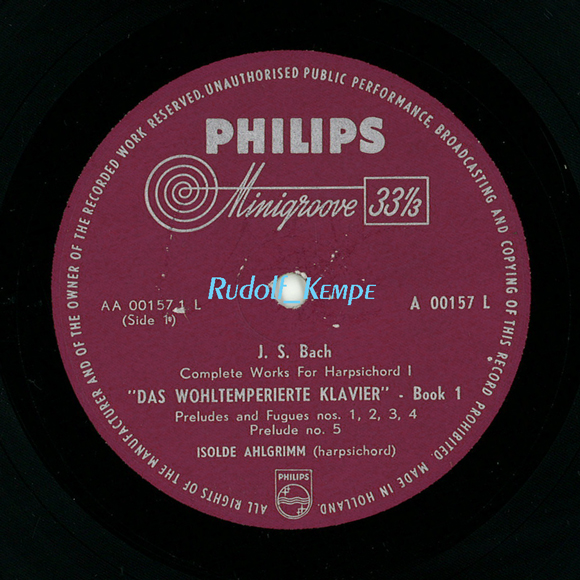 ALL RIGHTS OF THE MANUFACTURER AND OF THE OWNER OF THE RECORDED WORK RESERVED. UNAUTHORISED PUBLIC PERFORMANCE, BROADCASTING AND COPYING OF THIS RECORD PROHIBITED. MADE IN HOLLAND.
PHILIPS
Minigroove 33⅓
Rudolf_Kempe
AA 00157 1 L
A 00157 L
(Side 1)
J. S. Bach
Complete Works For Harpsichord I
"DAS WOHLTEMPERIERTE KLAVIER" - Book 1
Preludes and Fugues nos. 1, 2, 3, 4
Prelude no. 5
ISOLDE AHLGRIMM (harpsichord)
PHILIPS